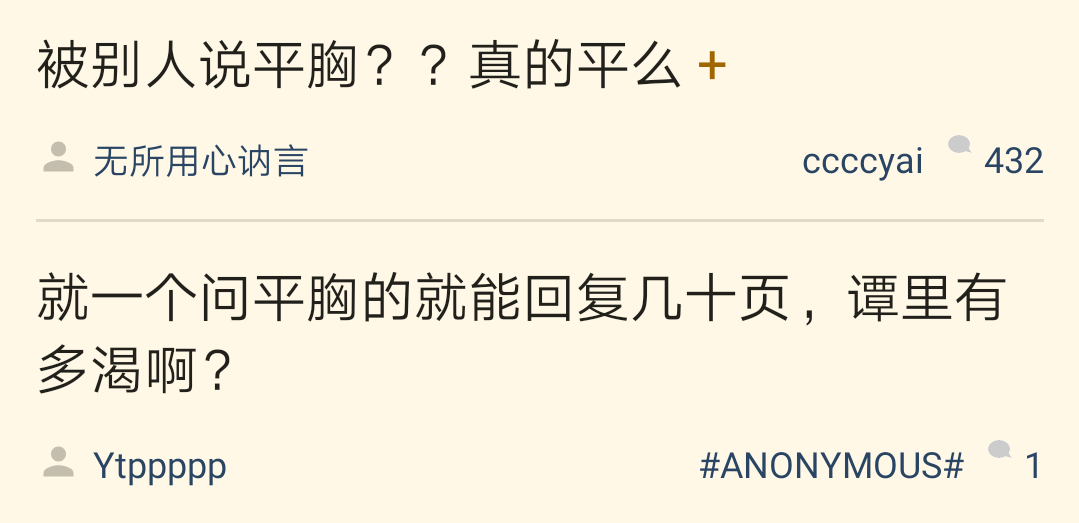 被别人说平胸？？真的平么 +
无所用心讷言 ccccyai 432
就一个问平胸的就能回复几十页，谭里有
多渴啊？
Ytppppp #ANONYMOUS# 1